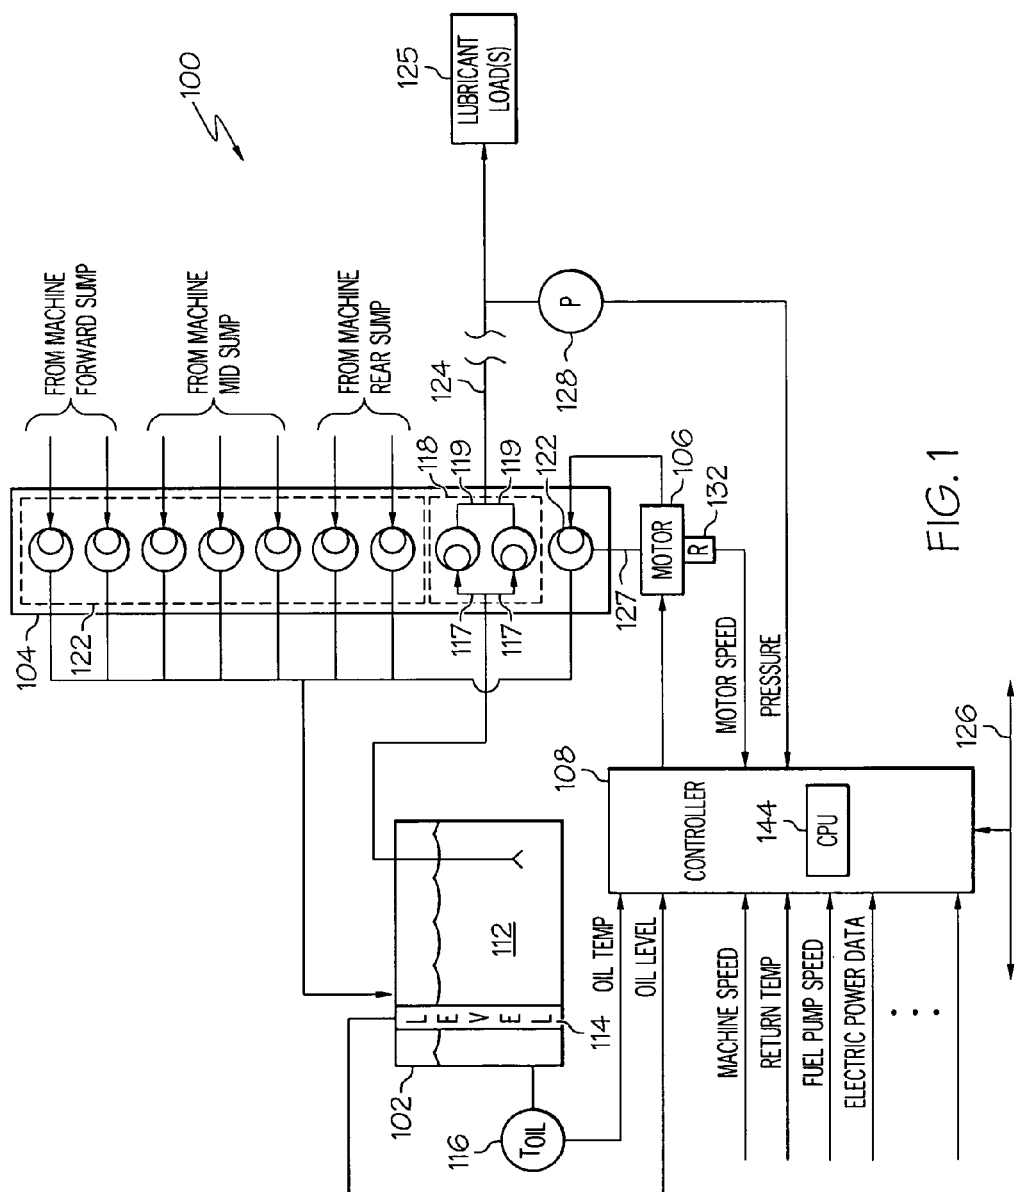 100
125
LUBRICANT
LOAD(S)
FROM MACHINE
FORWARD SUMP
FROM MACHINE
MID SUMP
FROM MACHINE
REAR SUMP
104
122
118
119
119
124
P
128
117
117
122
127
MOTOR
106
R
132
MOTOR SPEED
PRESSURE
108
CONTROLLER
144
CPU
126
102
112
LEVEL
114
116
TOIL
OIL TEMP
OIL LEVEL
MACHINE SPEED
RETURN TEMP
FUEL PUMP SPEED
ELECTRIC POWER DATA
. . .
FIG. 1